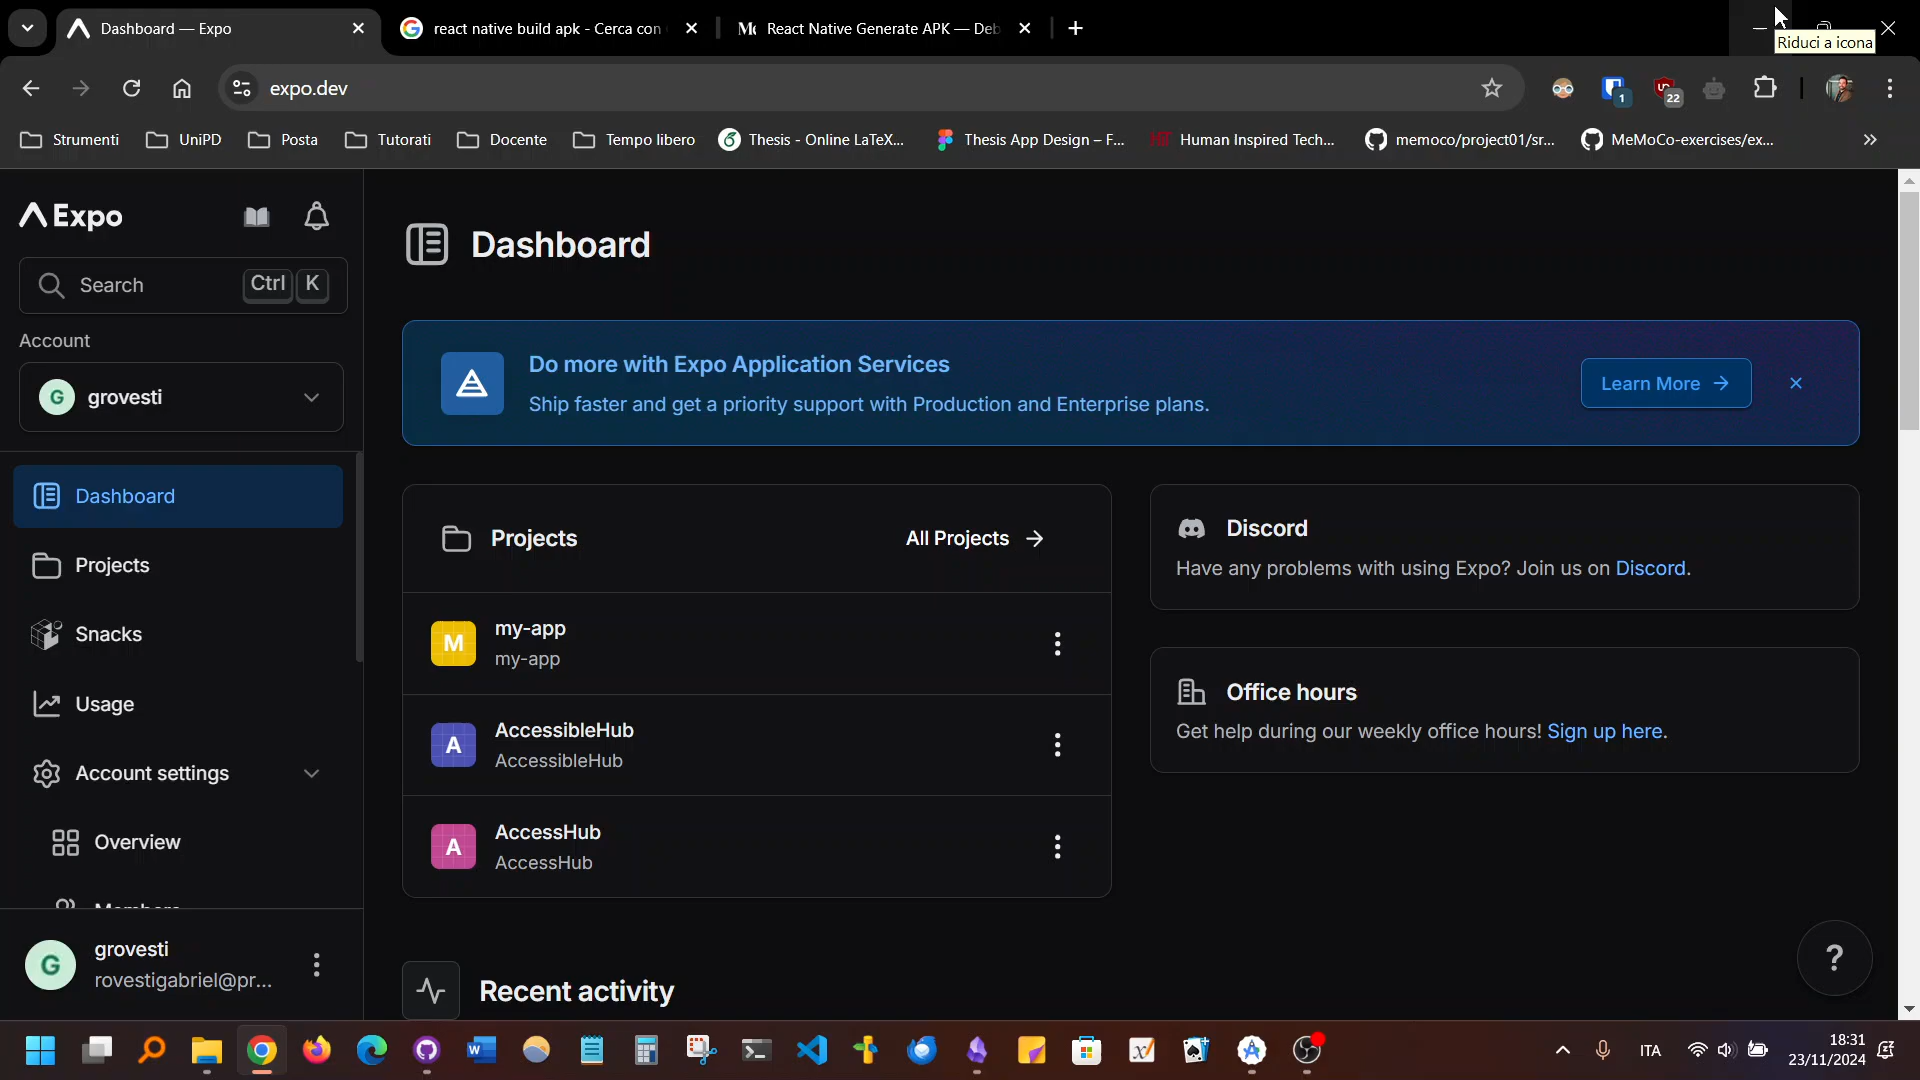 Dashboard — Expo
react native build apk - Cerca con
React Native Generate APK — Deb
Riduci a icona
expo.dev
1
22
Strumenti
UniPD
Posta
Tutorati
Docente
Tempo libero
Thesis - Online LaTeX...
Thesis App Design – F...
Human Inspired Tech...
memoco/project01/sr...
MeMoCo-exercises/ex...
Expo
Search
Ctrl K
Account
G
grovesti
Dashboard
Projects
Snacks
Usage
Account settings
Overview
Members
G
grovesti
rovestigabriel@pr...
Dashboard
Do more with Expo Application Services
Ship faster and get a priority support with Production and Enterprise plans.
Learn More
Projects
All Projects
M
my-app
my-app
A
AccessibleHub
AccessibleHub
A
AccessHub
AccessHub
Discord
Have any problems with using Expo? Join us on Discord.
Office hours
Get help during our weekly office hours! Sign up here.
Recent activity
?
ITA
18:31
23/11/2024